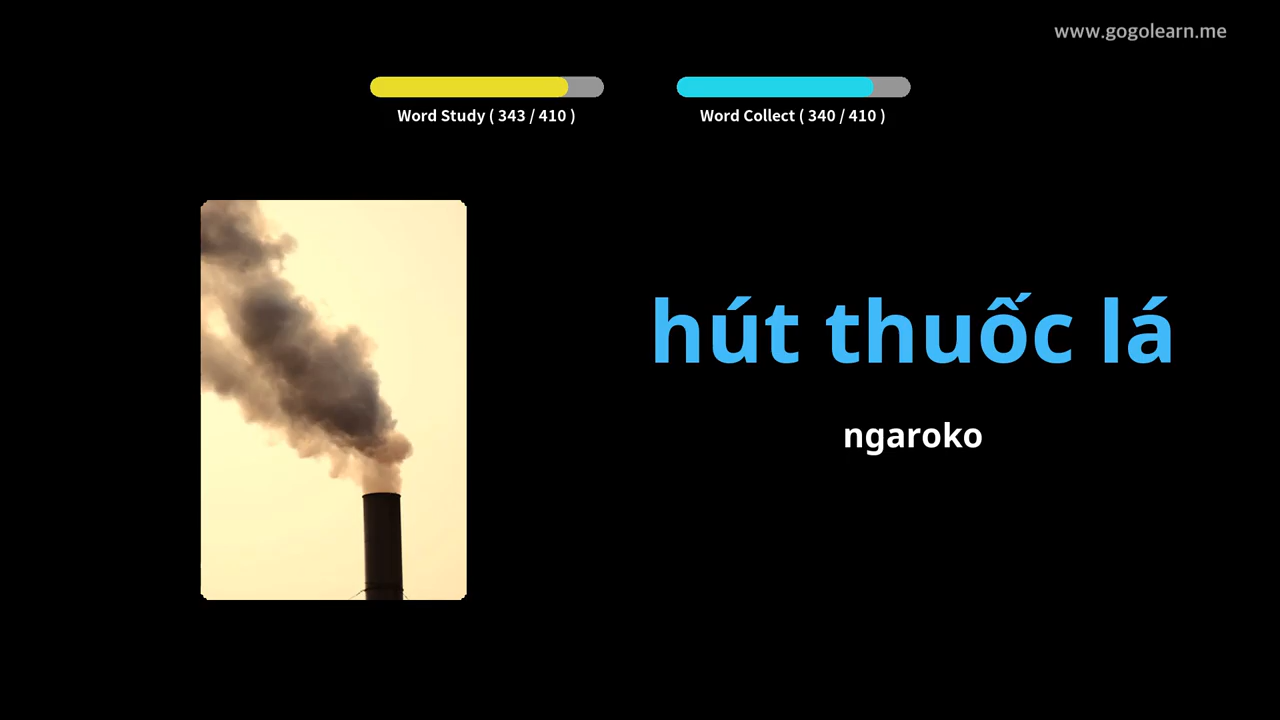 www.gogolearn.me
Word Study ( 343 / 410 )
Word Collect ( 340 / 410 )
hút thuốc lá
ngaroko